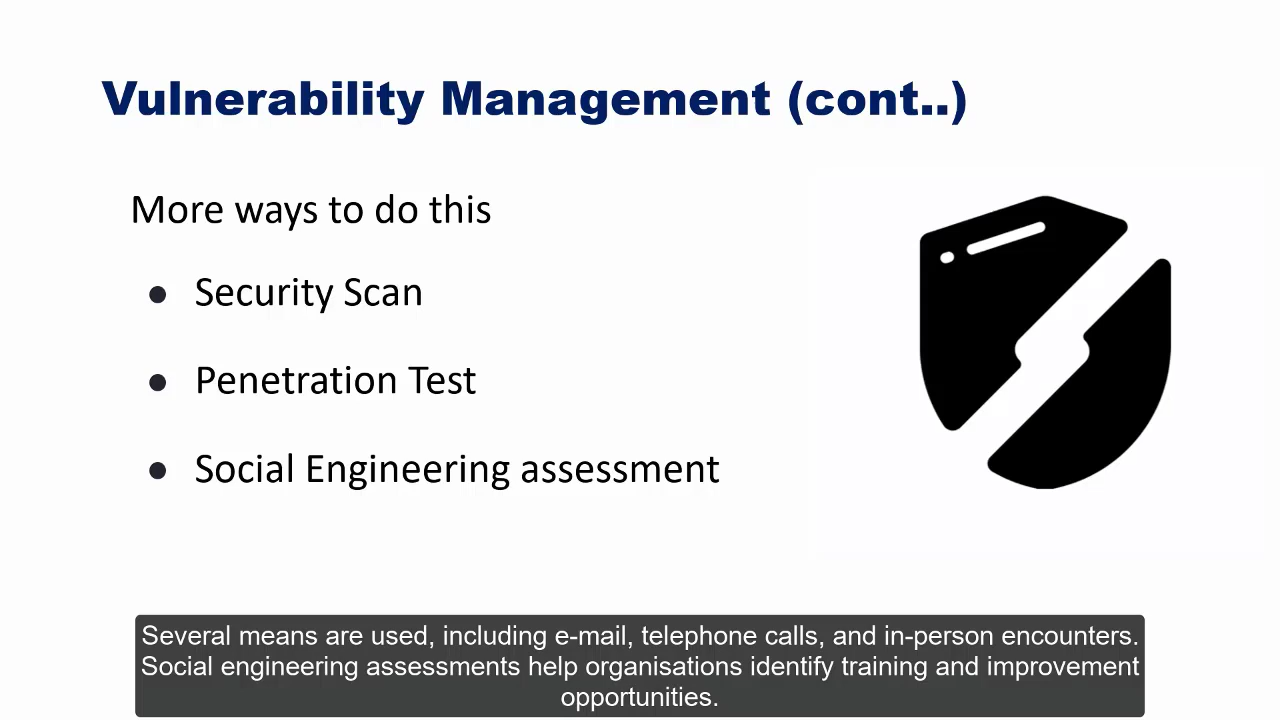 Vulnerability Management (cont..)
More ways to do this
● Security Scan
● Penetration Test
● Social Engineering assessment
Several means are used, including e-mail, telephone calls, and in-person encounters.
Social engineering assessments help organisations identify training and improvement
opportunities.